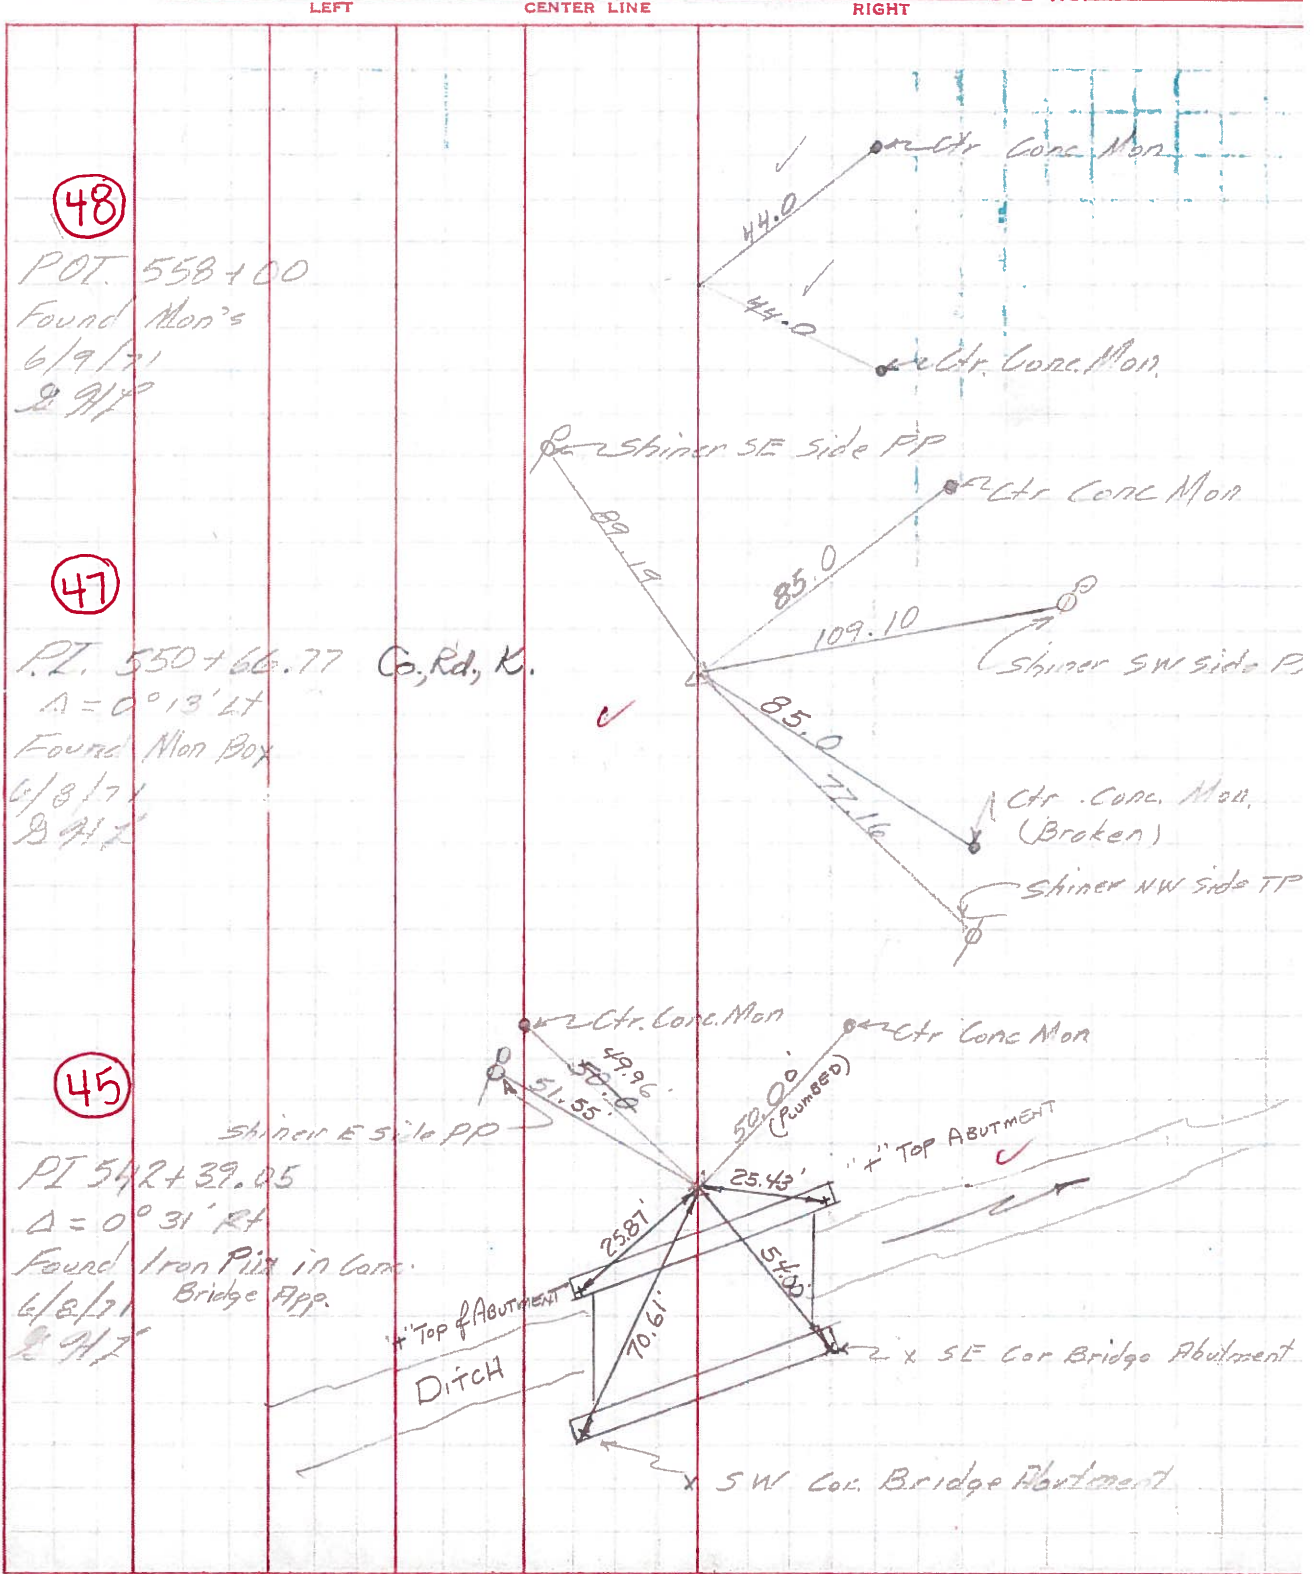 LEFT CENTER LINE RIGHT
Ctr Conc Mon
44.0
48
POT. 558+00
Found Mon's
6/9/71
44.0
Ctr. Conc. Mon.
Shiner SE Side PP
Ctr Conc Mon
89.19
85.0
47
109.10
Shiner SW side
P.I. 550+66.77 Co, Rd, K.
Δ = 0° 13' Lt
Found Mon Box
6/8/71
85.0
77.16
Ctr. Conc. Mon.
(Broken)
Shiner NW side TP
Ctr. Conc. Mon
Ctr Conc Mon
45
49.96'
50.0
51.55'
50.00'
(PLUMBED)
Shiner E side PP
"+" TOP ABUTMENT
PI 542+39.05
Δ = 0° 31' Rt
Found Iron Pin in Conc.
Bridge App.
6/8/71
25.43'
25.87'
54.00'
70.61'
"+" TOP of ABUTMENT
DITCH
x SE Cor Bridge Abutment
x SW Cor. Bridge Abutment